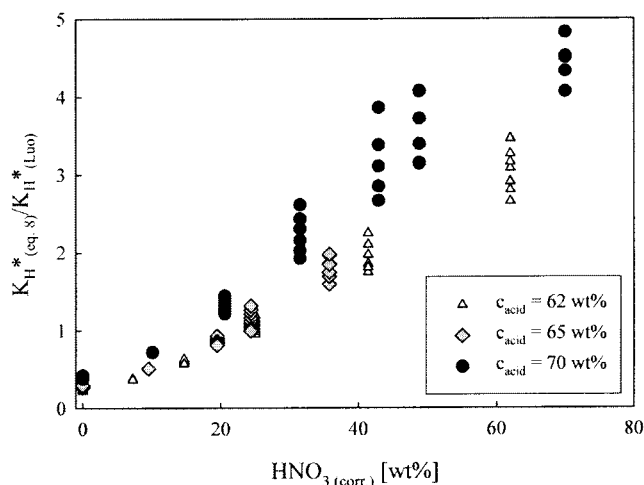 5
4
3
2
1
0
K_H* (eq. 8)/K_H* (Luo)
c_acid = 62 wt%
c_acid = 65 wt%
c_acid = 70 wt%
0 20 40 60 80
HNO3 (corr.) [wt%]